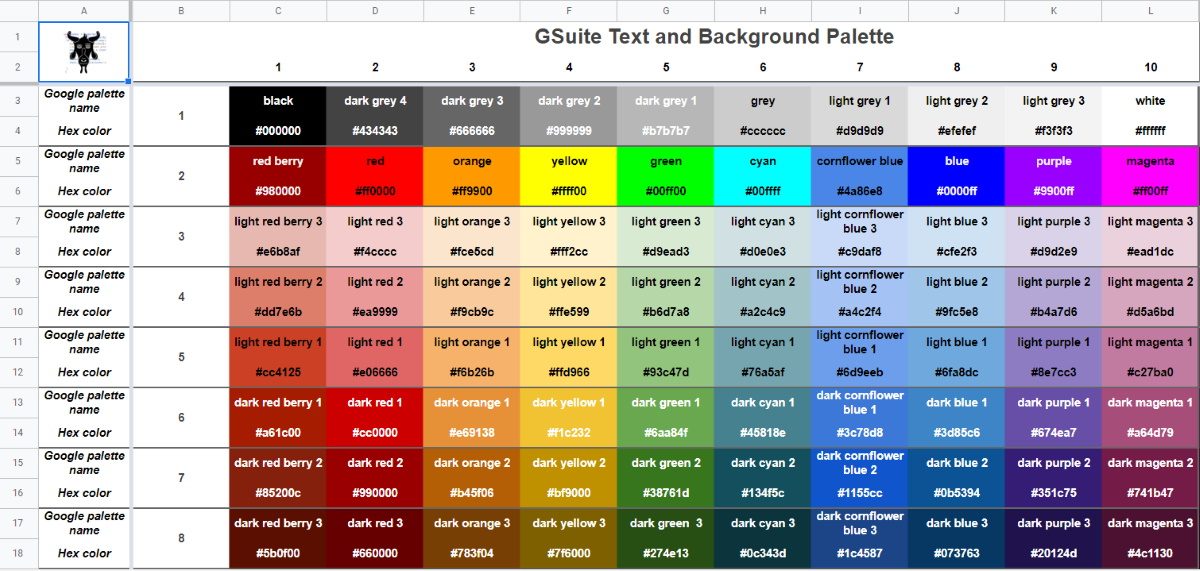 A B C D E F G H I J K L
1 GSuite Text and Background Palette
2 1 2 3 4 5 6 7 8 9 10
3 Google palette name 1 black dark grey 4 dark grey 3 dark grey 2 dark grey 1 grey light grey 1 light grey 2 light grey 3 white
4 Hex color #000000 #434343 #666666 #999999 #b7b7b7 #cccccc #d9d9d9 #efefef #f3f3f3 #ffffff
5 Google palette name 2 red berry red orange yellow green cyan cornflower blue blue purple magenta
6 Hex color #980000 #ff0000 #ff9900 #ffff00 #00ff00 #00ffff #4a86e8 #0000ff #9900ff #ff00ff
7 Google palette name 3 light red berry 3 light red 3 light orange 3 light yellow 3 light green 3 light cyan 3 light cornflower blue 3 light blue 3 light purple 3 light magenta 3
8 Hex color #e6b8af #f4cccc #fce5cd #fff2cc #d9ead3 #d0e0e3 #c9daf8 #cfe2f3 #d9d2e9 #ead1dc
9 Google palette name 4 light red berry 2 light red 2 light orange 2 light yellow 2 light green 2 light cyan 2 light cornflower blue 2 light blue 2 light purple 2 light magenta 2
10 Hex color #dd7e6b #ea9999 #f9cb9c #ffe599 #b6d7a8 #a2c4c9 #a4c2f4 #9fc5e8 #b4a7d6 #d5a6bd
11 Google palette name 5 light red berry 1 light red 1 light orange 1 light yellow 1 light green 1 light cyan 1 light cornflower blue 1 light blue 1 light purple 1 light magenta 1
12 Hex color #cc4125 #e06666 #f6b26b #ffd966 #93c47d #76a5af #6d9eeb #6fa8dc #8e7cc3 #c27ba0
13 Google palette name 6 dark red berry 1 dark red 1 dark orange 1 dark yellow 1 dark green 1 dark cyan 1 dark cornflower blue 1 dark blue 1 dark purple 1 dark magenta 1
14 Hex color #a61c00 #cc0000 #e69138 #f1c232 #6aa84f #45818e #3c78d8 #3d85c6 #674ea7 #a64d79
15 Google palette name 7 dark red berry 2 dark red 2 dark orange 2 dark yellow 2 dark green 2 dark cyan 2 dark cornflower blue 2 dark blue 2 dark purple 2 dark magenta 2
16 Hex color #85200c #990000 #b45f06 #bf9000 #38761d #134f5c #1155cc #0b5394 #351c75 #741b47
17 Google palette name 8 dark red berry 3 dark red 3 dark orange 3 dark yellow 3 dark green 3 dark cyan 3 dark cornflower blue 3 dark blue 3 dark purple 3 dark magenta 3
18 Hex color #5b0f00 #660000 #783f04 #7f6000 #274e13 #0c343d #1c4587 #073763 #20124d #4c1130